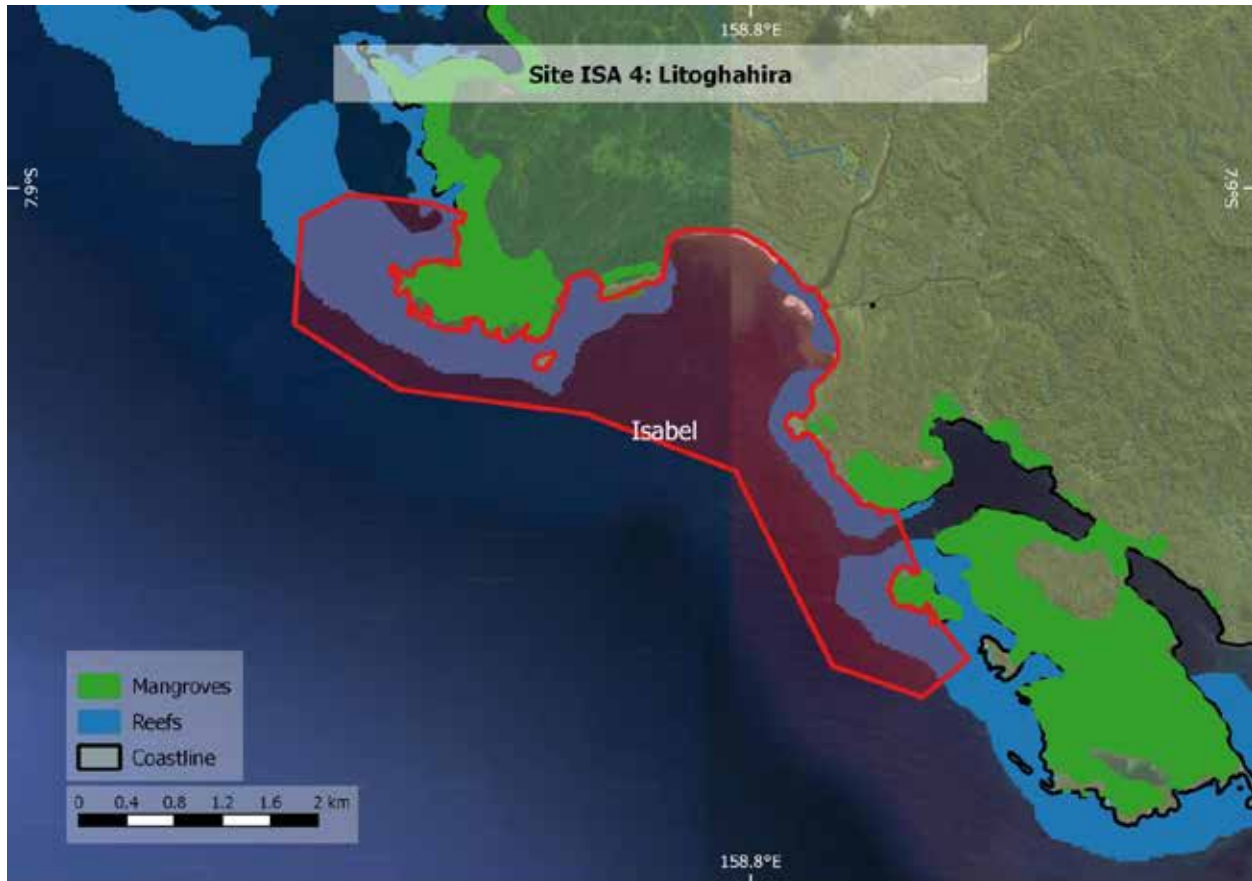 158.8°E
Site ISA 4: Litoghahira
7.9°S
7.9°S
Isabel
Mangroves
Reefs
Coastline
0 0.4 0.8 1.2 1.6 2 km
158.8°E